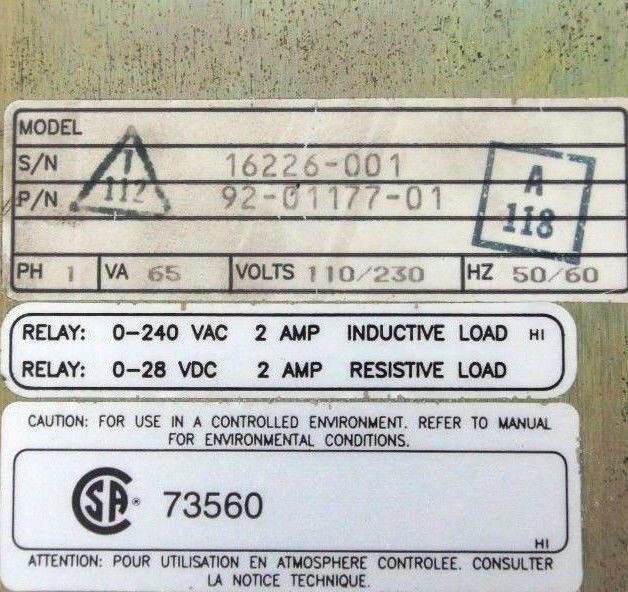 MODEL
S/N 16226-001
P/N 92-01177-01
1
112
A
118
PH 1 VA 65 VOLTS 110/230 HZ 50/60
RELAY: 0-240 VAC 2 AMP INDUCTIVE LOAD HI
RELAY: 0-28 VDC 2 AMP RESISTIVE LOAD
CAUTION: FOR USE IN A CONTROLLED ENVIRONMENT. REFER TO MANUAL
FOR ENVIRONMENTAL CONDITIONS.
SA® 73560
HI
ATTENTION: POUR UTILISATION EN ATMOSPHERE CONTROLEE. CONSULTER
LA NOTICE TECHNIQUE.